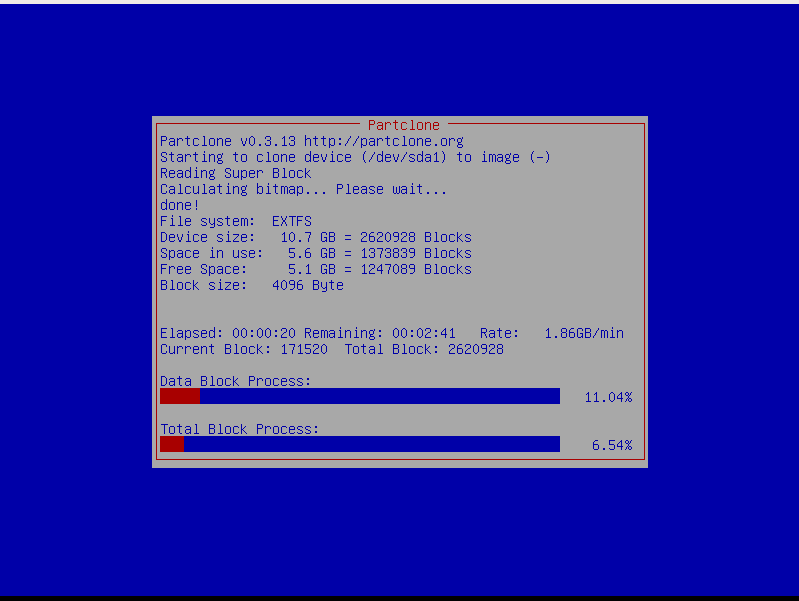 Partclone
Partclone v0.3.13 http://partclone.org
Starting to clone device (/dev/sda1) to image (-)
Reading Super Block
Calculating bitmap... Please wait...
done!
File system:  EXTFS
Device size:   10.7 GB = 2620928 Blocks
Space in use:   5.6 GB = 1373839 Blocks
Free Space:     5.1 GB = 1247089 Blocks
Block size:   4096 Byte
Elapsed: 00:00:20 Remaining: 00:02:41   Rate:   1.86GB/min
Current Block: 171520  Total Block: 2620928
Data Block Process:
11.04%
Total Block Process:
6.54%